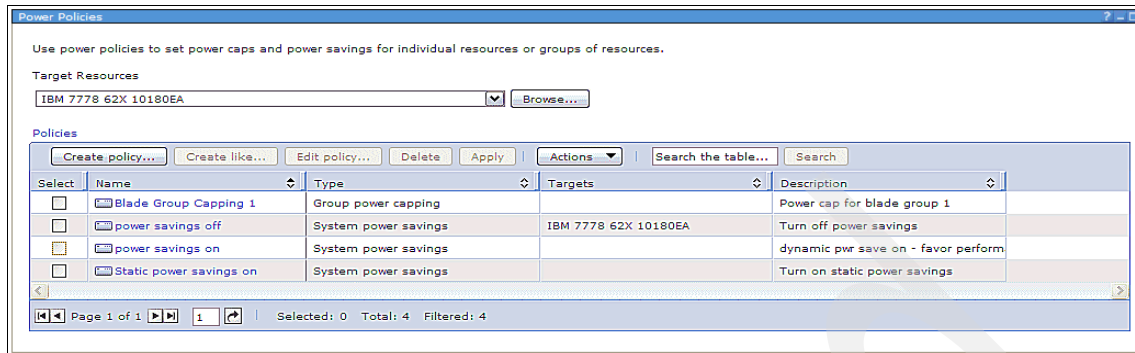 Power Policies
Use power policies to set power caps and power savings for individual resources or groups of resources.
Target Resources
IBM 7778 62X 10180EA Browse...
Policies
Create policy... Create like... Edit policy... Delete Apply Actions Search the table... Search
Select Name Type Targets Description
Blade Group Capping 1 Group power capping Power cap for blade group 1
power savings off System power savings IBM 7778 62X 10180EA Turn off power savings
power savings on System power savings dynamic pwr save on - favor perform
Static power savings on System power savings Turn on static power savings
Page 1 of 1 1 Selected: 0 Total: 4 Filtered: 4